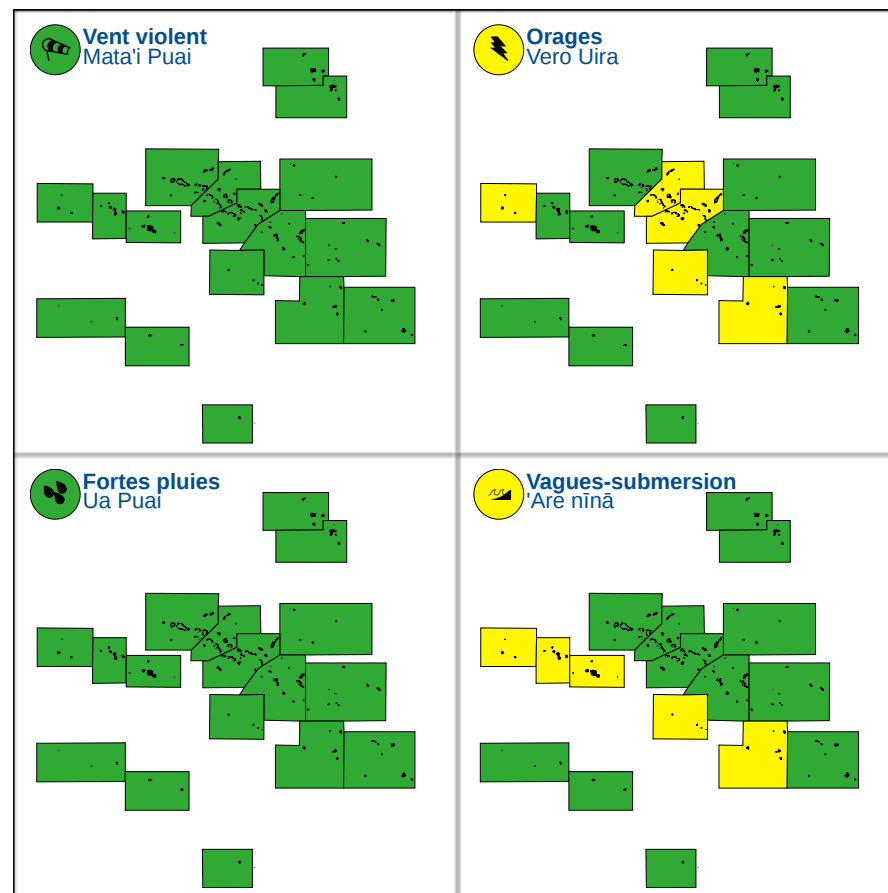 Vent violent
Mata'i Puai
Orages
Vero Uira
Fortes pluies
Ua Puai
Vagues-submersion
'Are nīnā